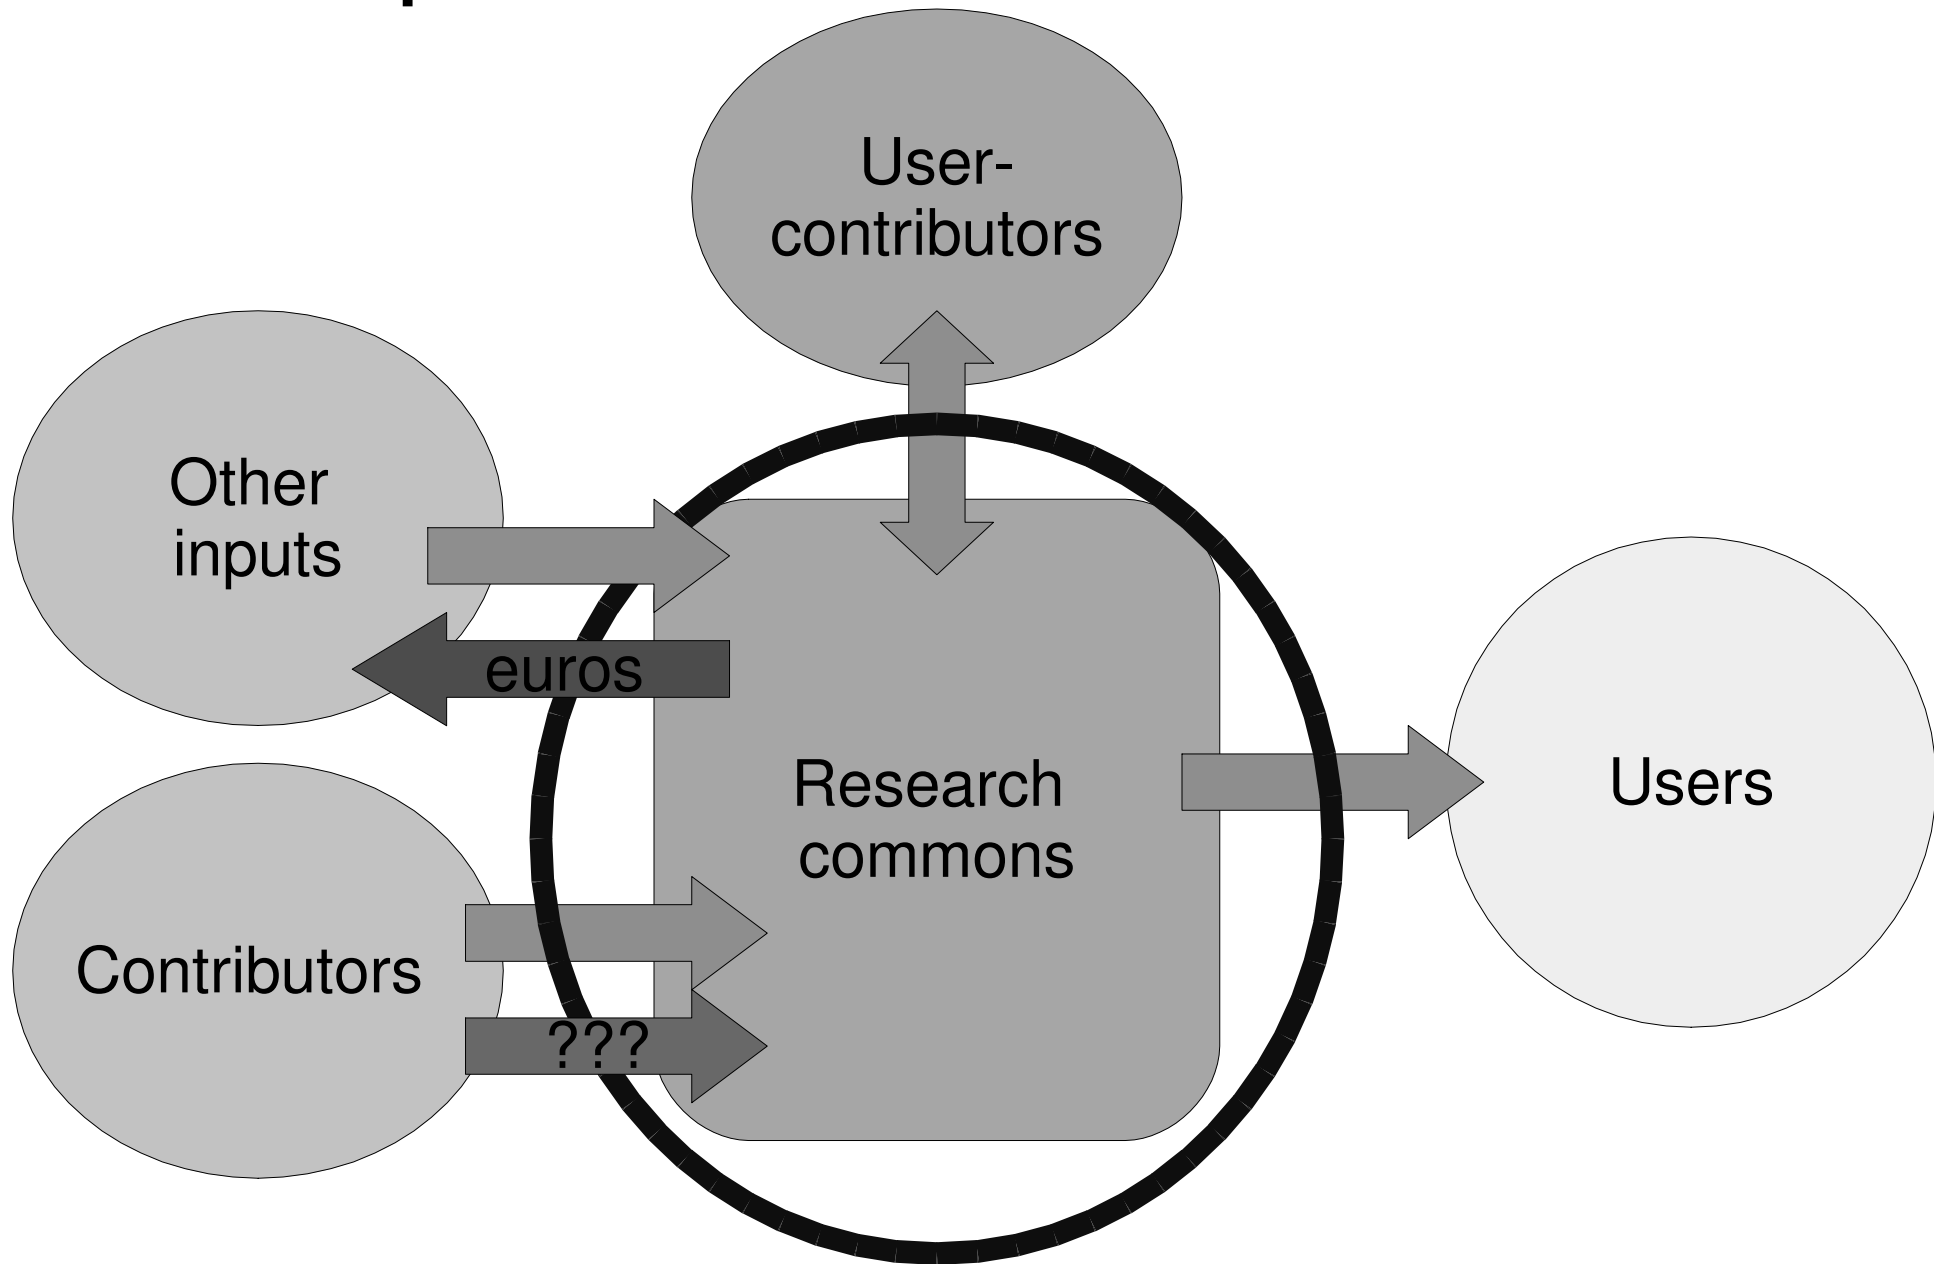 User-
contributors
Other
inputs
euros
Research
commons
Users
Contributors
???